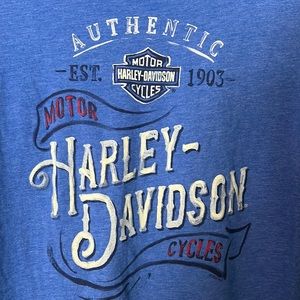 AUTHENTIC
MOTOR
-EST. HARLEY-DAVIDSON 1903-
CYCLES
MOTOR
HARLEY-
DAVIDSON
CYCLES